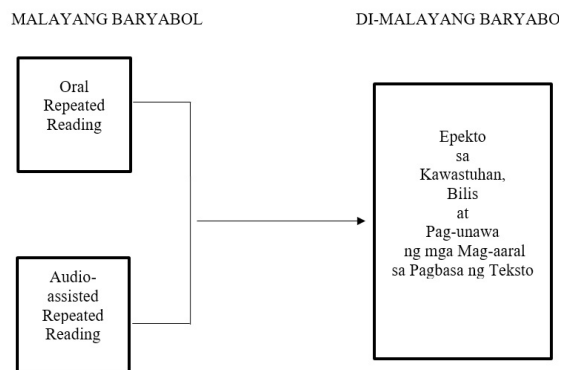 MALAYANG BARYABOL
DI-MALAYANG BARYABO
Oral
Repeated
Reading
Epekto
sa
Kawastuhan,
Bilis
at
Pag-unawa
ng mga Mag-aaral
sa Pagbasa ng Teksto
Audio-
assisted
Repeated
Reading